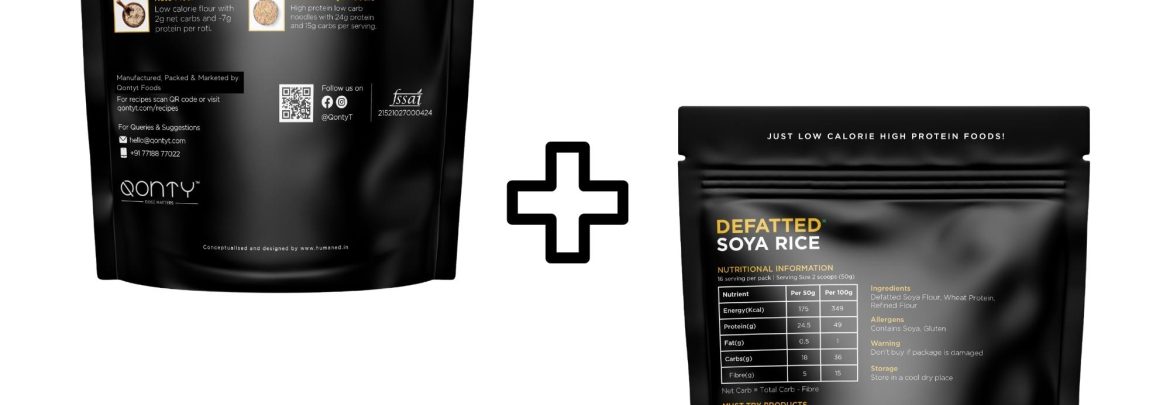 Low calorie flour with
2g net carbs and ~7g
protein per roti.
High protein low carb
noodles with 24g protein
and 15g carbs per serving.
Manufactured, Packed & Marketed by
Qontyt Foods
For recipes scan QR code or visit
qontyt.com/recipes
Follow us on
@QontyT
fssai
21521027000424
For Queries & Suggestions
hello@qontyt.com
+91 77188 77022
QONTY™
Conceptualised and designed by www.humaned.in
JUST LOW CALORIE HIGH PROTEIN FOODS!
DEFATTED
SOYA RICE
NUTRITIONAL INFORMATION
16 serving per pack | Serving Size 2 scoops (50g)
Nutrient Per 50g Per 100g
Energy(Kcal) 175 349
Protein(g) 24.5 49
Fat(g) 0.5 1
Carbs(g) 18 36
Fibre(g) 5 15
Net Carb = Total Carb - Fibre
Ingredients
Defatted Soya Flour, Wheat Protein,
Refined Flour
Allergens
Contains Soya, Gluten
Warning
Don't buy if package is damaged
Storage
Store in a cool dry place
MUST TRY PRODUCTS